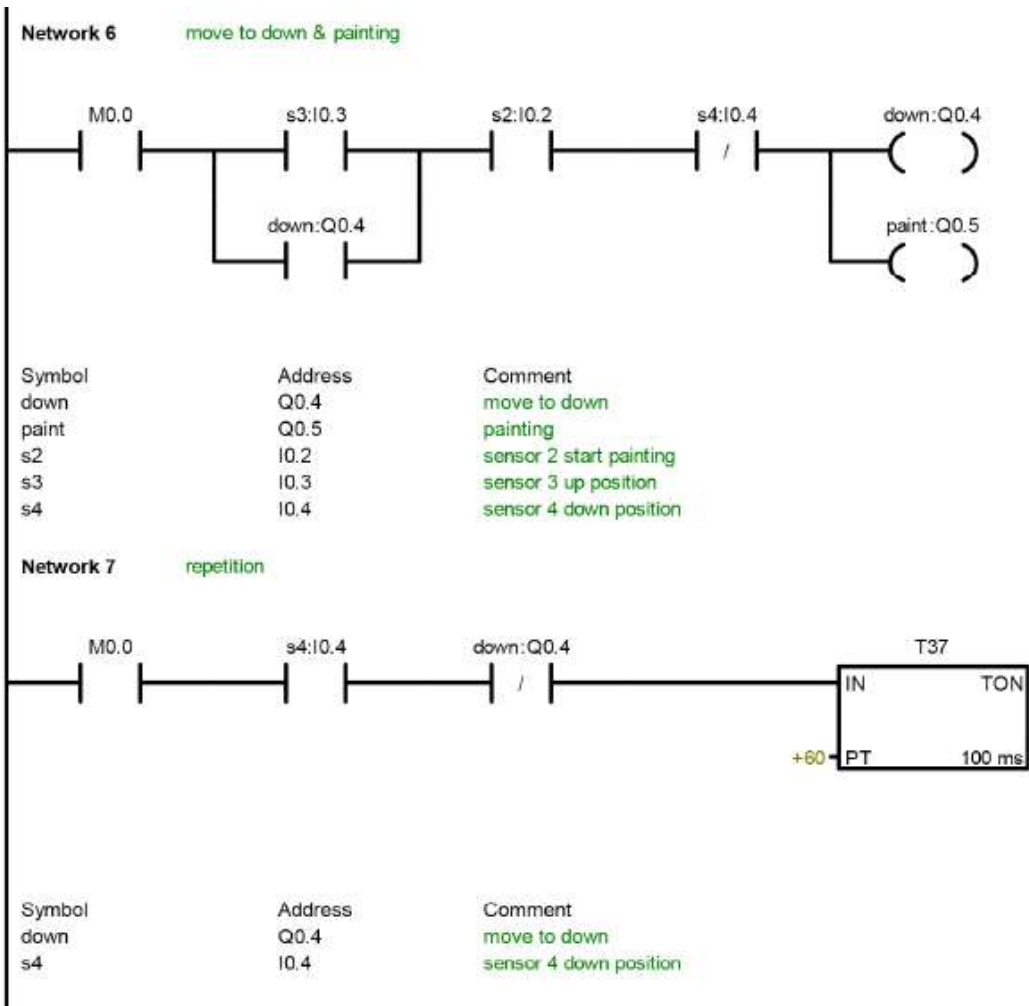 Network 6 move to down & painting
M0.0 s3:I0.3 s2:I0.2 s4:I0.4 down:Q0.4
/
down:Q0.4 paint:Q0.5
Symbol Address Comment
down Q0.4 move to down
paint Q0.5 painting
s2 I0.2 sensor 2 start painting
s3 I0.3 sensor 3 up position
s4 I0.4 sensor 4 down position
Network 7 repetition
M0.0 s4:I0.4 down:Q0.4 T37
/ IN TON
+60 PT 100 ms
Symbol Address Comment
down Q0.4 move to down
s4 I0.4 sensor 4 down position